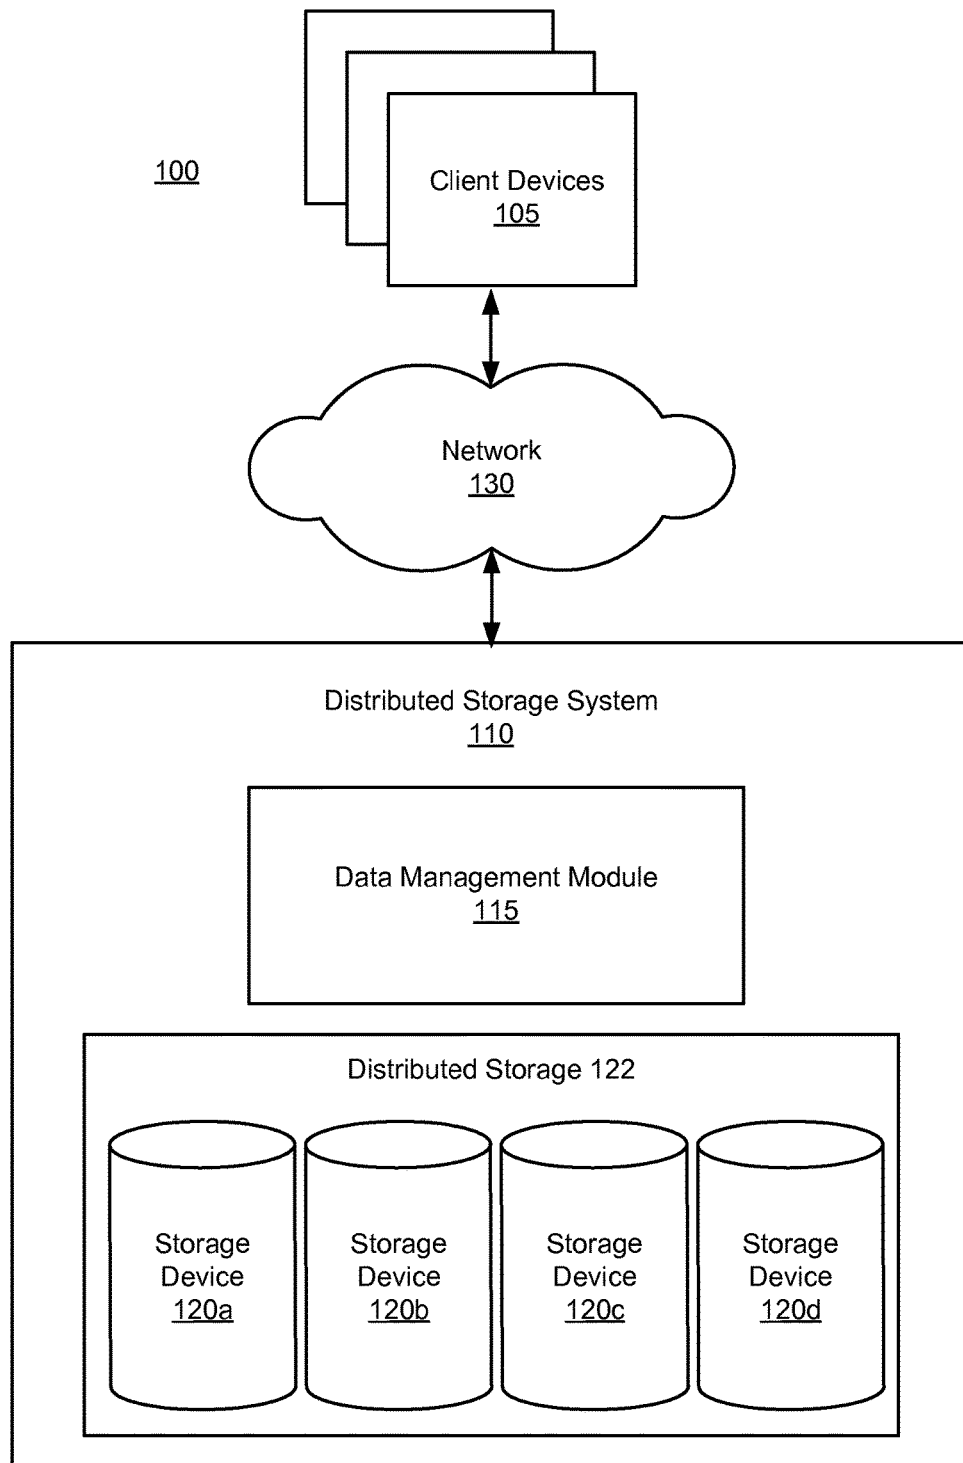 100
Client Devices
105
Network
130
Distributed Storage System
110
Data Management Module
115
Distributed Storage 122
Storage
Device
120a
Storage
Device
120b
Storage
Device
120c
Storage
Device
120d